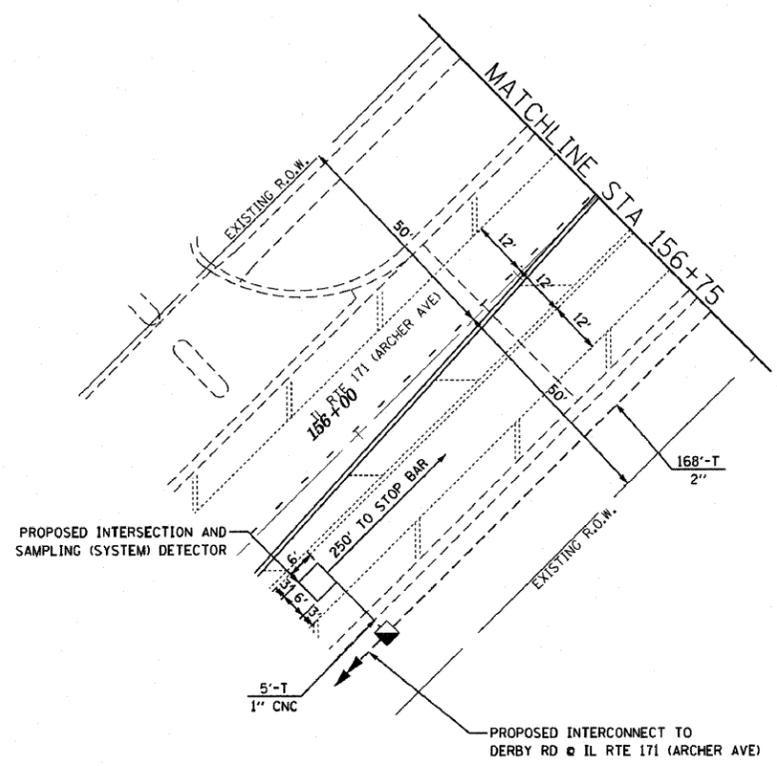 MATCHLINE STA 156+75
EXISTING R.O.W.
50'
12'
12'
12'
IL RTE 171 (ARCHER AVE)
156+00
50'
168'-T
2"
250' TO STOP BAR
PROPOSED INTERSECTION AND
SAMPLING (SYSTEM) DETECTOR
6'
3'
6'
3'
EXISTING R.O.W.
5'-T
1" CNC
PROPOSED INTERCONNECT TO
DERBY RD @ IL RTE 171 (ARCHER AVE)